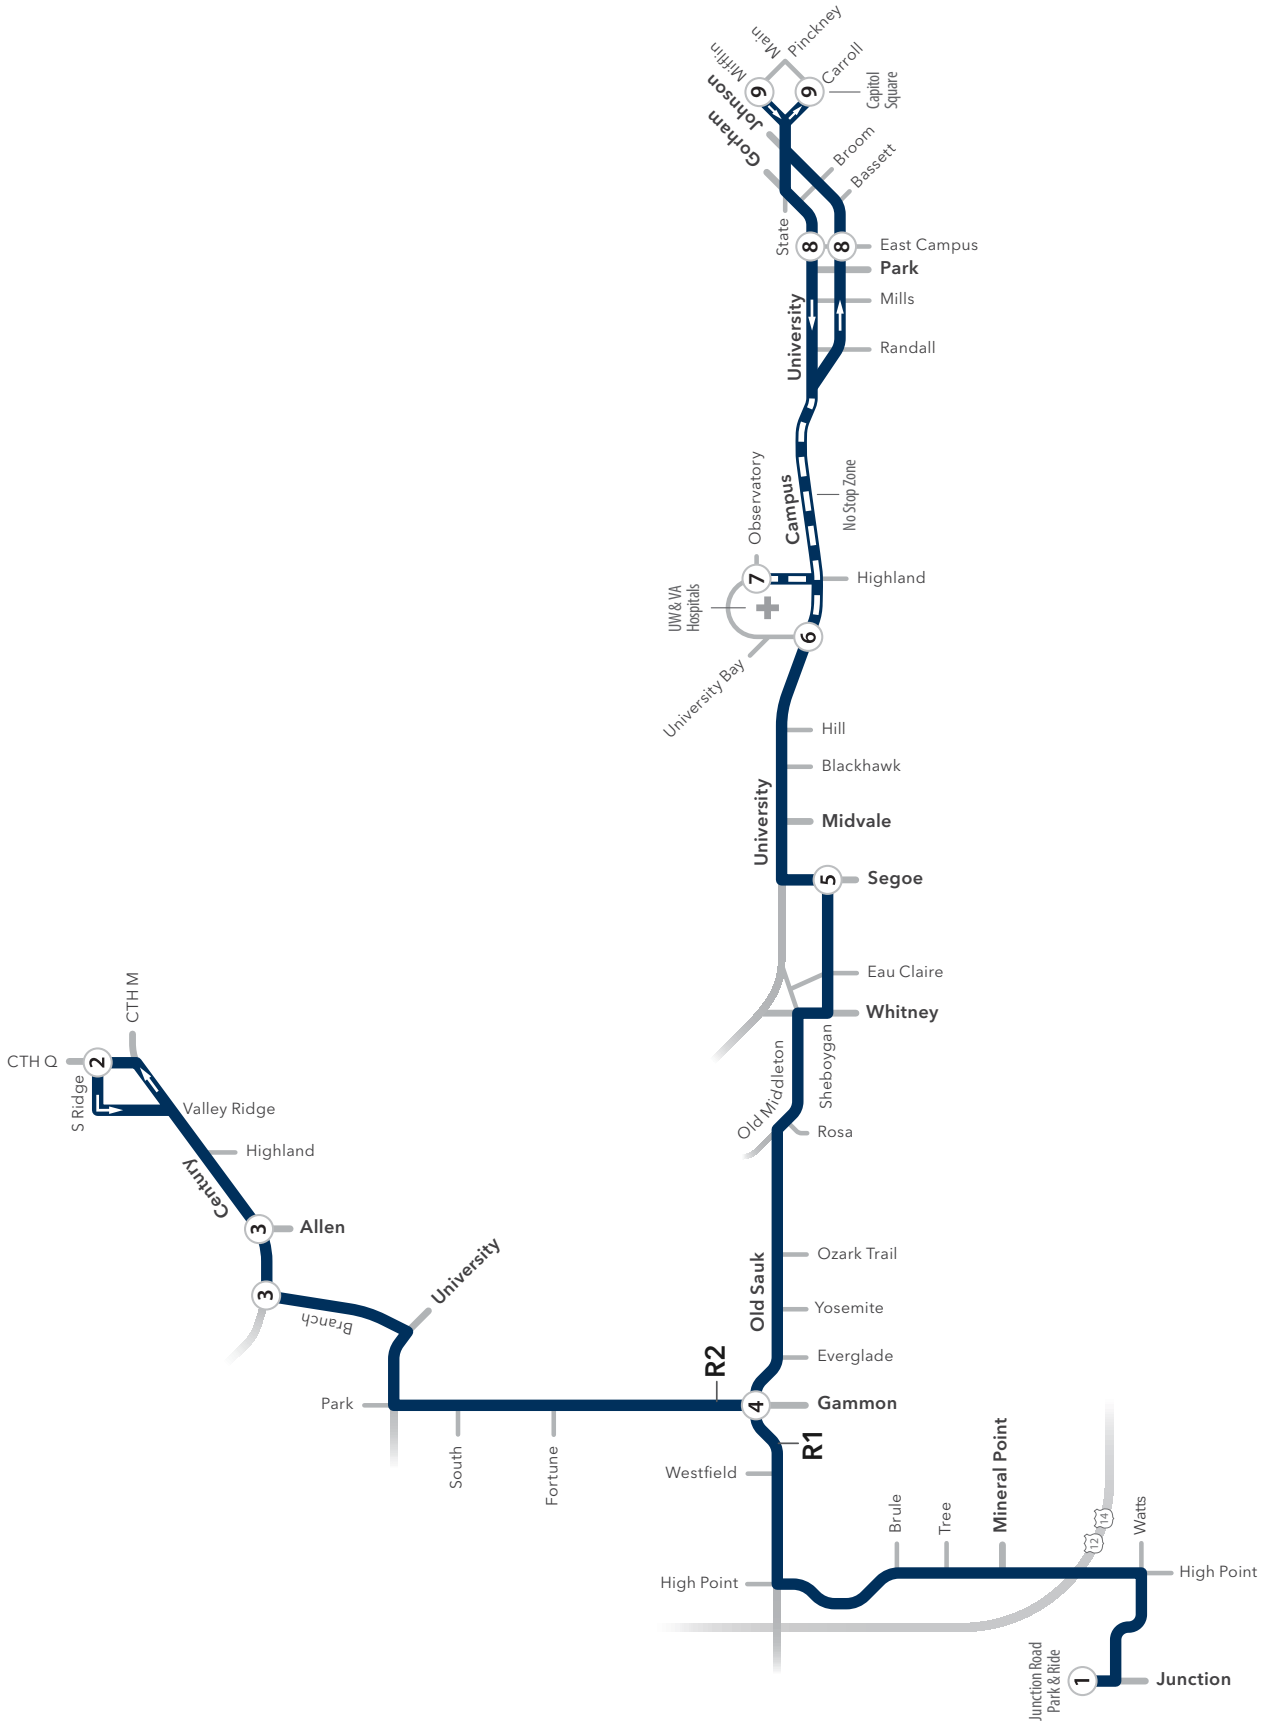 Pinckney
Main
Mifflin
Carroll
Johnson
Gorham
9
9
Capitol
Square
Broom
Bassett
State
8
8
East Campus
Park
Mills
University
Randall
Observatory
Campus
No Stop Zone
7
Highland
UW & VA
Hospitals
6
University Bay
Hill
Blackhawk
University
Midvale
5
Segoe
Eau Claire
Whitney
CTH M
CTH Q
2
S Ridge
Valley Ridge
Old Middleton
Sheboygan
Rosa
Highland
Century
3
Allen
University
3
Branch
Ozark Trail
Old Sauk
Yosemite
R2
Everglade
Park
4
Gammon
South
Fortune
R1
Westfield
Mineral Point
Brule
Tree
14
12
Watts
High Point
High Point
Junction Road
Park & Ride
1
Junction